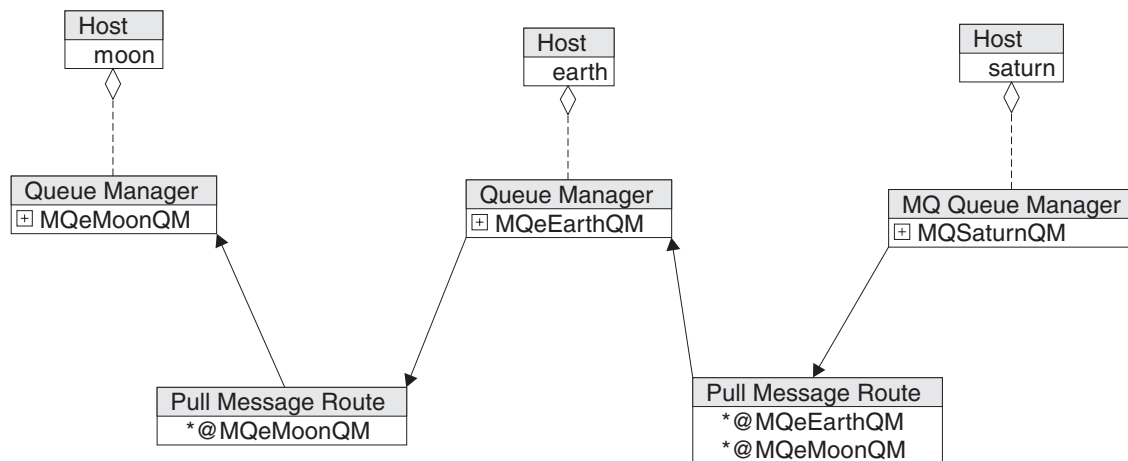 Host
moon
Host
earth
Host
saturn
Queue Manager
MQeMoonQM
Queue Manager
MQeEarthQM
MQ Queue Manager
MQSaturnQM
Pull Message Route
*@MQeMoonQM
Pull Message Route
*@MQeEarthQM
*@MQeMoonQM